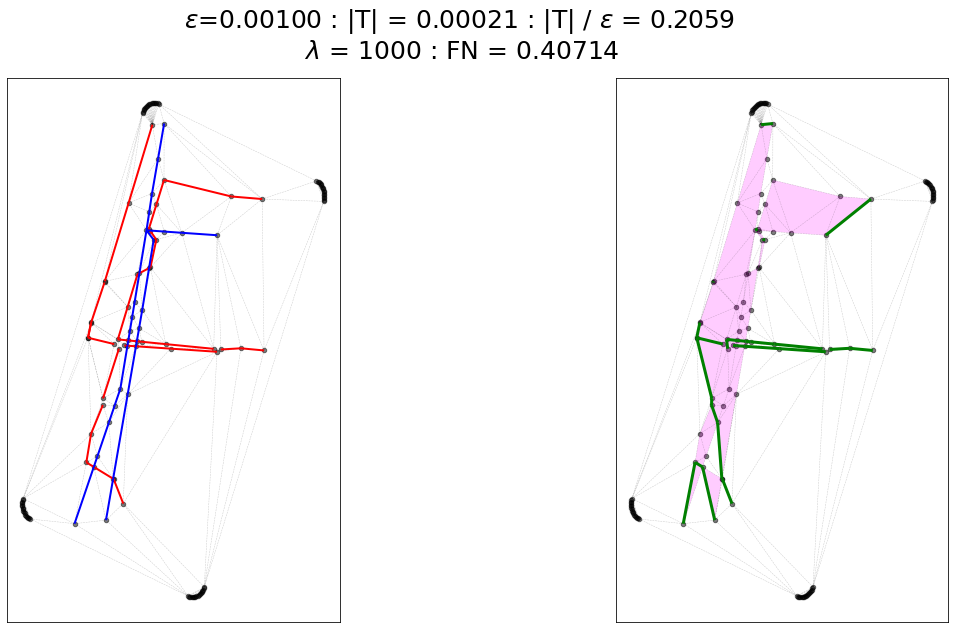 ε=0.00100 : |T| = 0.00021 : |T| / ε = 0.2059
λ = 1000 : FN = 0.40714